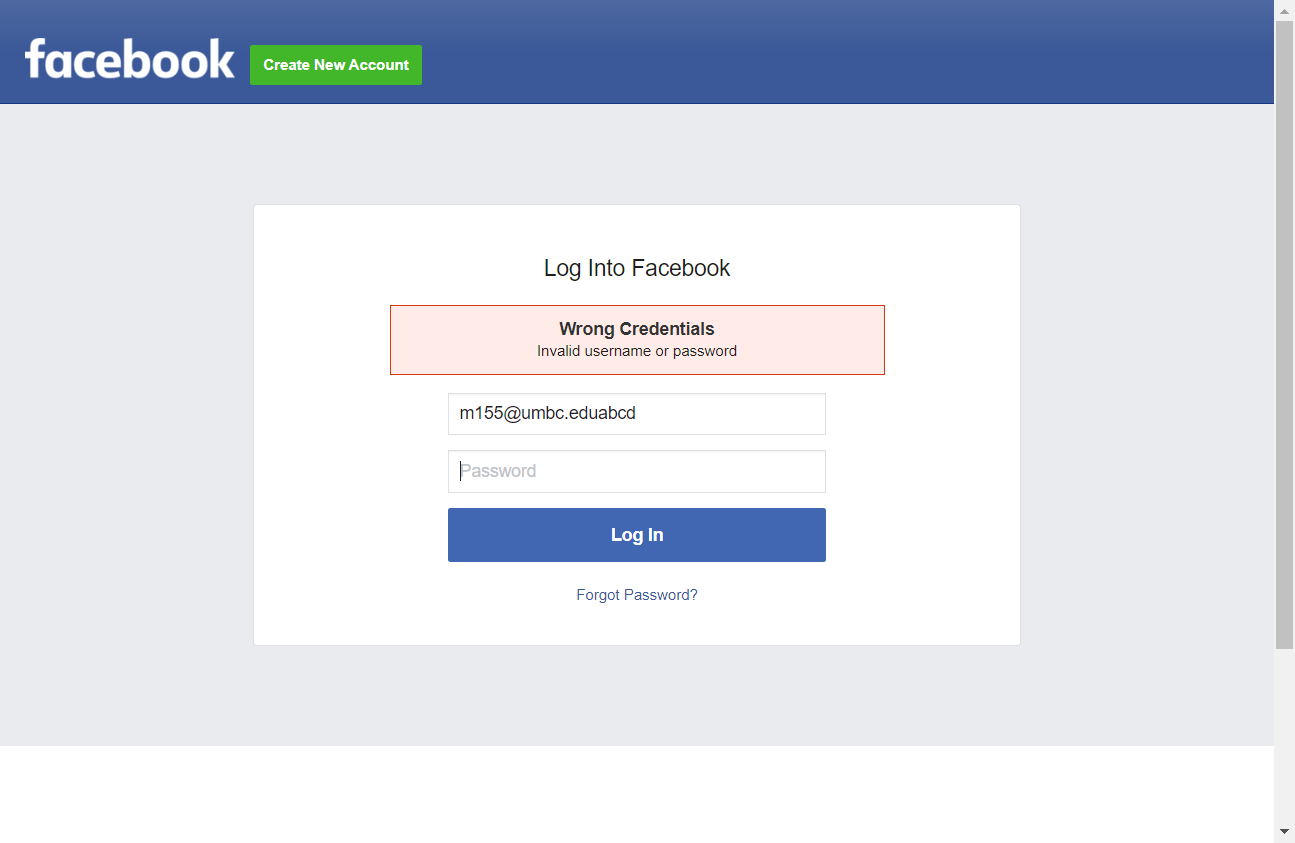 facebook
Create New Account
Log Into Facebook
Wrong Credentials
Invalid username or password
m155@umbc.eduabcd
Password
Log In
Forgot Password?